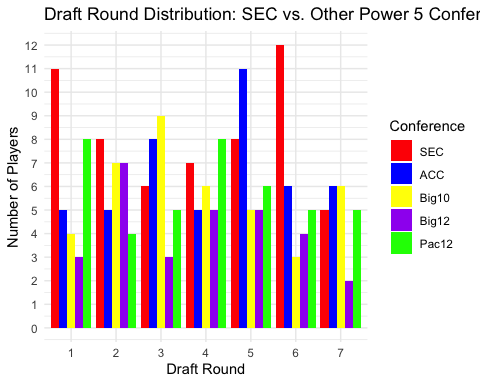 Draft Round Distribution: SEC vs. Other Power 5 Confer
12
11
10
9
8
7
6
5
4
3
2
1
0
Number of Players
1 2 3 4 5 6 7
Draft Round
Conference
SEC
ACC
Big10
Big12
Pac12